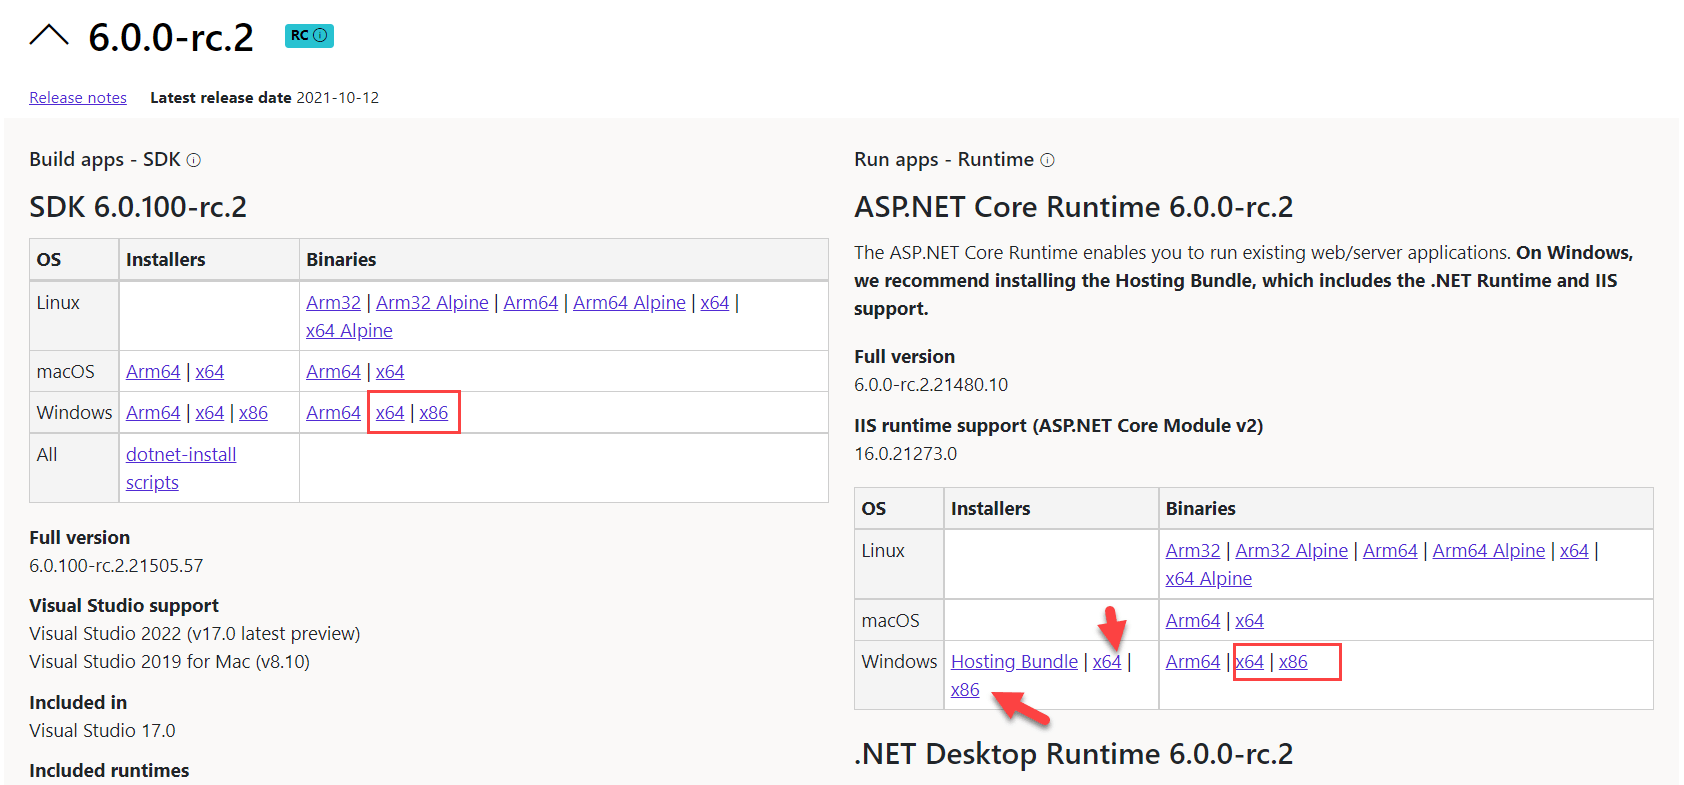 6.0.0-rc.2 RC
Release notes Latest release date 2021-10-12
Build apps - SDK
SDK 6.0.100-rc.2
OS Installers Binaries
Linux Arm32 | Arm32 Alpine | Arm64 | Arm64 Alpine | x64 |
x64 Alpine
macOS Arm64 | x64 Arm64 | x64
Windows Arm64 | x64 | x86 Arm64 x64 | x86
All dotnet-install
scripts
Full version
6.0.100-rc.2.21505.57
Visual Studio support
Visual Studio 2022 (v17.0 latest preview)
Visual Studio 2019 for Mac (v8.10)
Included in
Visual Studio 17.0
Included runtimes
Run apps - Runtime
ASP.NET Core Runtime 6.0.0-rc.2
The ASP.NET Core Runtime enables you to run existing web/server applications. On Windows,
we recommend installing the Hosting Bundle, which includes the .NET Runtime and IIS
support.
Full version
6.0.0-rc.2.21480.10
IIS runtime support (ASP.NET Core Module v2)
16.0.21273.0
OS Installers Binaries
Linux Arm32 | Arm32 Alpine | Arm64 | Arm64 Alpine | x64 |
x64 Alpine
macOS Arm64 | x64
Windows Hosting Bundle | x64 | Arm64 | x64 | x86
x86
.NET Desktop Runtime 6.0.0-rc.2